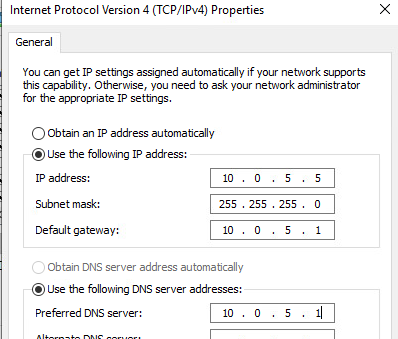 Internet Protocol Version 4 (TCP/IPv4) Properties
General
You can get IP settings assigned automatically if your network supports
this capability. Otherwise, you need to ask your network administrator
for the appropriate IP settings.
Obtain an IP address automatically
Use the following IP address:
IP address: 10 . 0 . 5 . 5
Subnet mask: 255 . 255 . 255 . 0
Default gateway: 10 . 0 . 5 . 1
Obtain DNS server address automatically
Use the following DNS server addresses:
Preferred DNS server: 10 . 0 . 5 . 1
Alternate DNS server: